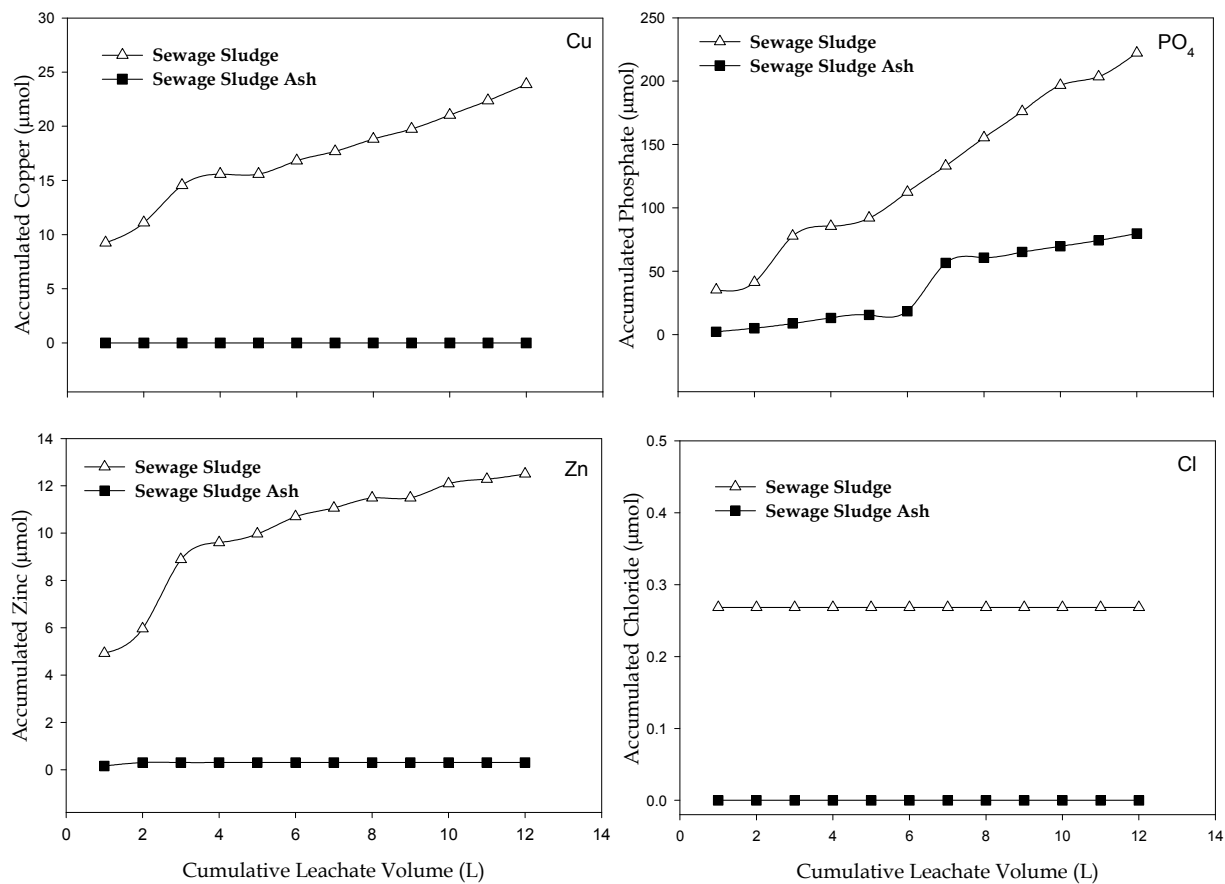 Cu
Sewage Sludge
Sewage Sludge Ash
Accumulated Copper (µmol)
30
25
20
15
10
5
0
PO4
Sewage Sludge
Sewage Sludge Ash
Accumulated Phosphate (µmol)
250
200
150
100
50
0
Zn
Sewage Sludge
Sewage Sludge Ash
Accumulated Zinc (µmol)
14
12
10
8
6
4
2
0
0 2 4 6 8 10 12 14
Cumulative Leachate Volume (L)
Cl
Sewage Sludge
Sewage Sludge Ash
Accumulated Chloride (µmol)
0.5
0.4
0.3
0.2
0.1
0.0
0 2 4 6 8 10 12 14
Cumulative Leachate Volume (L)